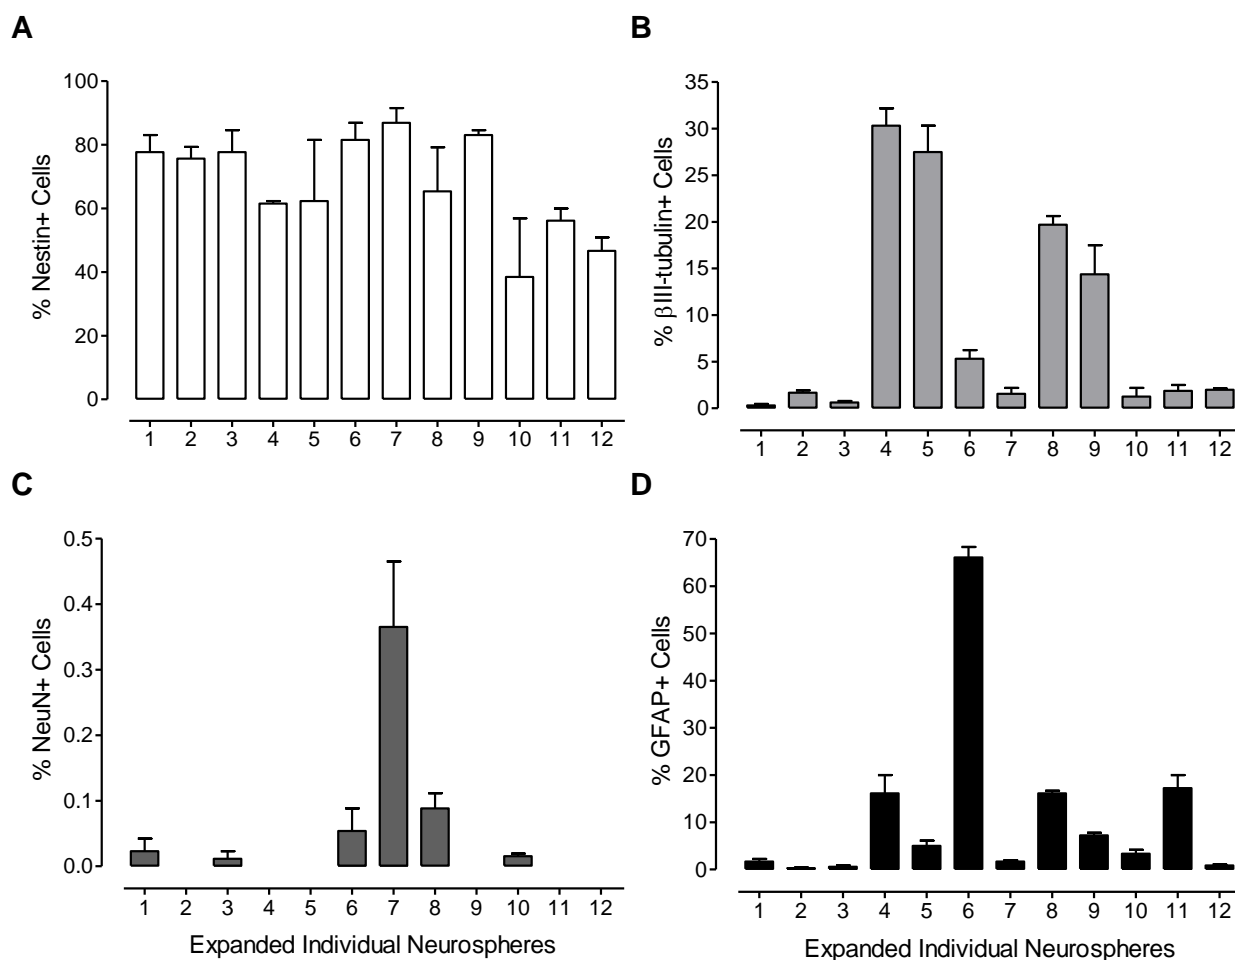 A
% Nestin+ Cells
100
80
60
40
20
0
1 2 3 4 5 6 7 8 9 10 11 12
B
% βIII-tubulin+ Cells
35
30
25
20
15
10
5
0
1 2 3 4 5 6 7 8 9 10 11 12
C
% NeuN+ Cells
0.5
0.4
0.3
0.2
0.1
0.0
1 2 3 4 5 6 7 8 9 10 11 12
Expanded Individual Neurospheres
D
% GFAP+ Cells
70
60
50
40
30
20
10
0
1 2 3 4 5 6 7 8 9 10 11 12
Expanded Individual Neurospheres